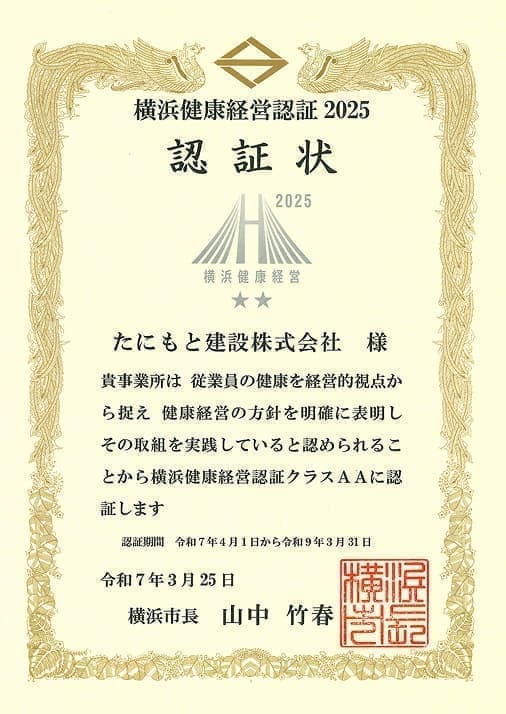 横浜健康経営認証 2025
認証状
2025
横浜健康経営
★★
たにもと建設株式会社 様
貴事業所は 従業員の健康を経営的視点か
ら捉え 健康経営の方針を明確に表明し
その取組を実践していると認められるこ
とから横浜健康経営認証クラスＡＡに認
証します
認証期間 令和7年4月1日から令和9年3月31日
令和7年3月25日
横浜市長 山中 竹春
横浜市長